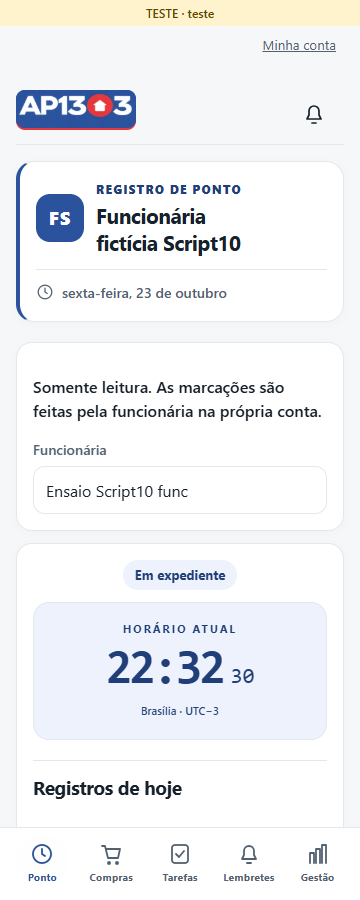 TESTE · teste
Minha conta
AP1303
REGISTRO DE PONTO
FS
Funcionária
fictícia Script10
sexta-feira, 23 de outubro
Somente leitura. As marcações são
feitas pela funcionária na própria conta.
Funcionária
Ensaio Script10 func
Em expediente
HORÁRIO ATUAL
22:32 30
Brasília · UTC−3
Registros de hoje
Ponto
Compras
Tarefas
Lembretes
Gestão